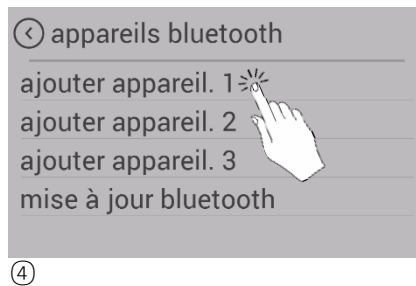 appareils bluetooth
ajouter appareil. 1
ajouter appareil. 2
ajouter appareil. 3
mise à jour bluetooth
④